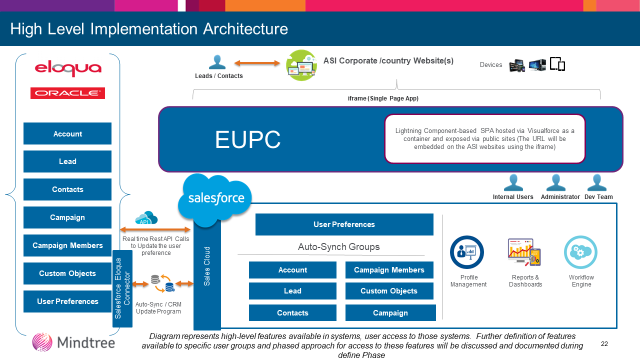 High Level Implementation Architecture
eloqua
ORACLE
Account
Lead
Contacts
Campaign
Campaign Members
Custom Objects
User Preferences
Leads / Contacts
ASI Corporate /country Website(s)
Devices
iframe (Single Page App)
EUPC
Lightning Component-based SPA hosted via Visualforce as a
container and exposed via public sites (The URL will be
embedded on the ASI websites using the iframe)
Internal Users
Administrator
Dev Team
salesforce
Sales Cloud
API
Real time Rest API Calls
to Update the user
preference
Salesforce Eloqua
Connector
Auto-Sync / CRM
Update Program
User Preferences
Auto-Synch Groups
Account
Campaign Members
Lead
Custom Objects
Contacts
Campaign
Profile
Management
Reports &
Dashboards
Workflow
Engine
Mindtree
Diagram represents high-level features available in systems, user access to those systems. Further definition of features
available to specific user groups and phased approach for access to these features will be discussed and documented during
define Phase
22